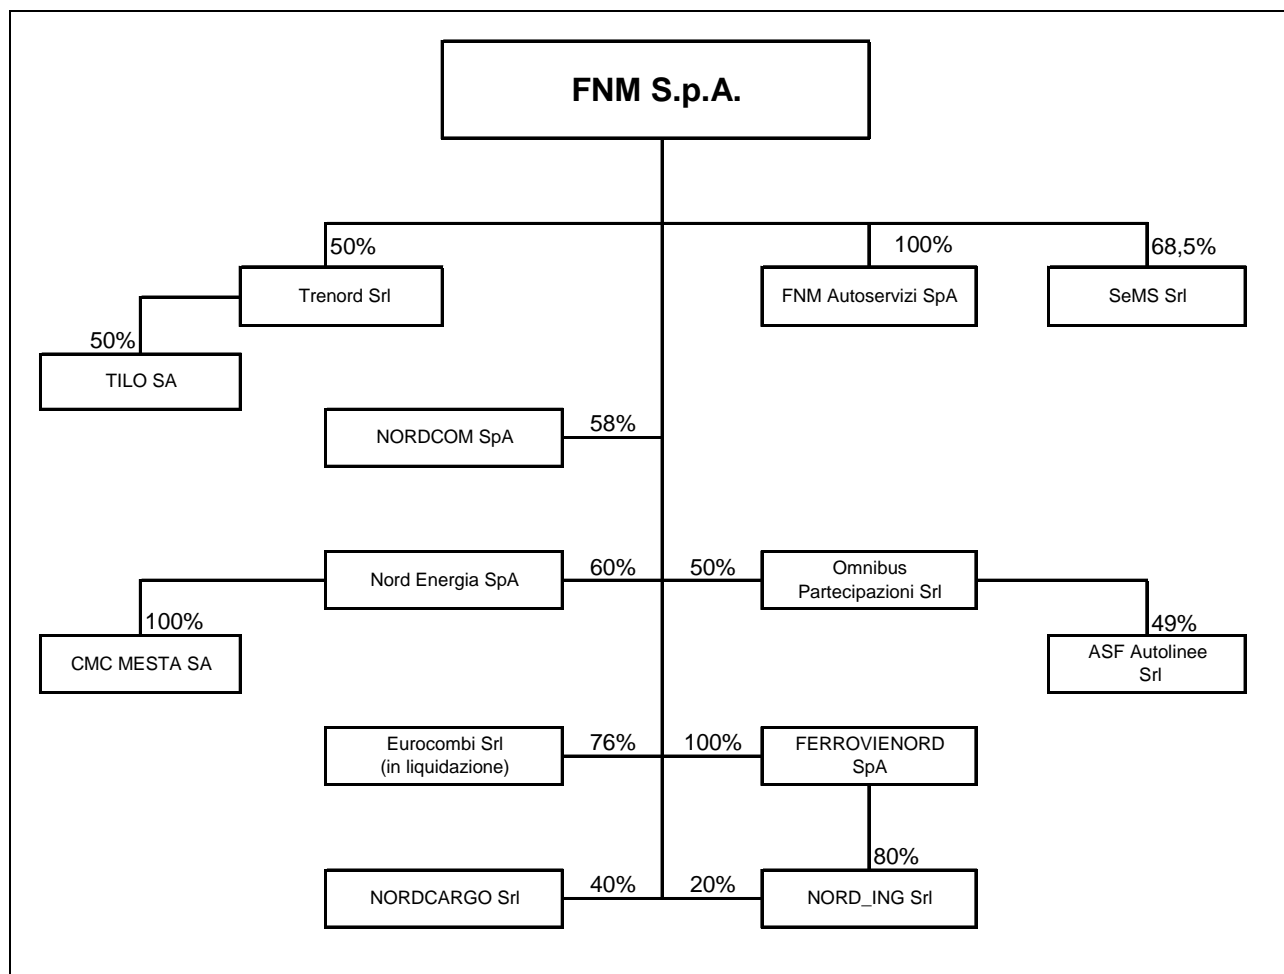 FNM S.p.A.
50%
100%
68,5%
Trenord Srl
FNM Autoservizi SpA
SeMS Srl
50%
TILO SA
NORDCOM SpA
58%
Nord Energia SpA
60%
50%
Omnibus
Partecipazioni Srl
100%
49%
CMC MESTA SA
ASF Autolinee
Srl
Eurocombi Srl
(in liquidazione)
76%
100%
FERROVIENORD
SpA
80%
NORDCARGO Srl
40%
20%
NORD_ING Srl